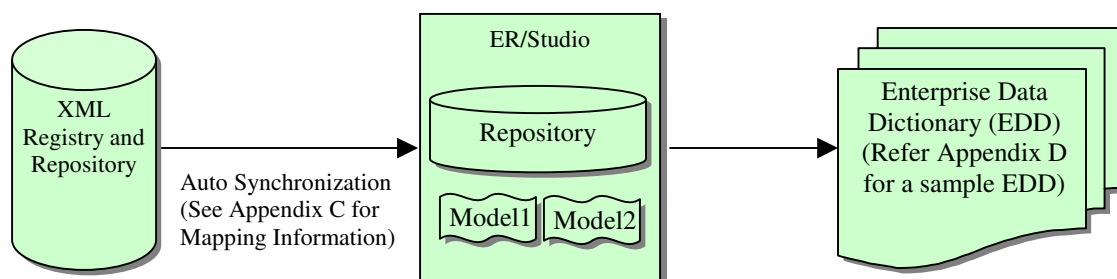 XML
Registry and
Repository
Auto Synchronization
(See Appendix C for
Mapping Information)
ER/Studio
Repository
Model1
Model2
Enterprise Data
Dictionary (EDD)
(Refer Appendix D
for a sample EDD)